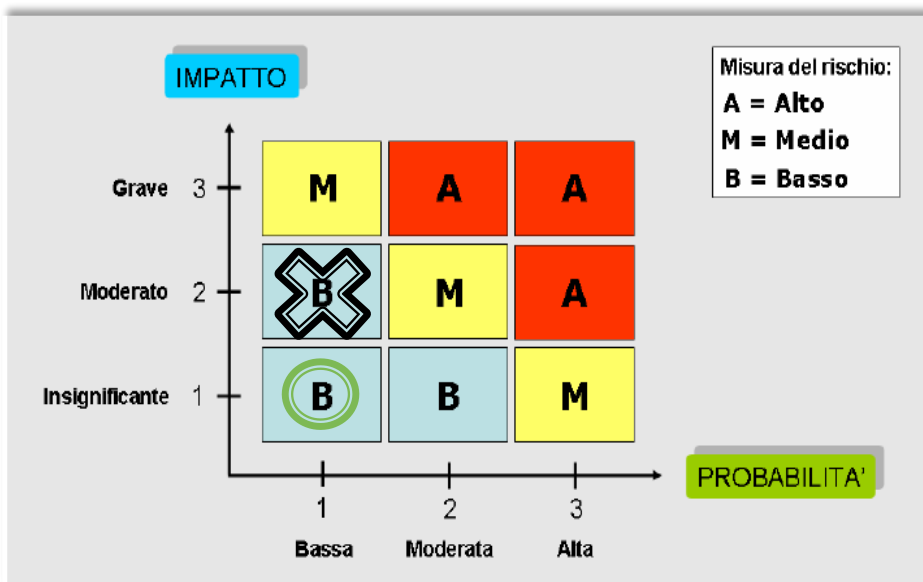 IMPATTO
Misura del rischio:
A = Alto
M = Medio
B = Basso
Grave 3 M A A
Moderato 2 B M A
Insignificante 1 B B M
PROBABILITA'
1 2 3
Bassa Moderata Alta